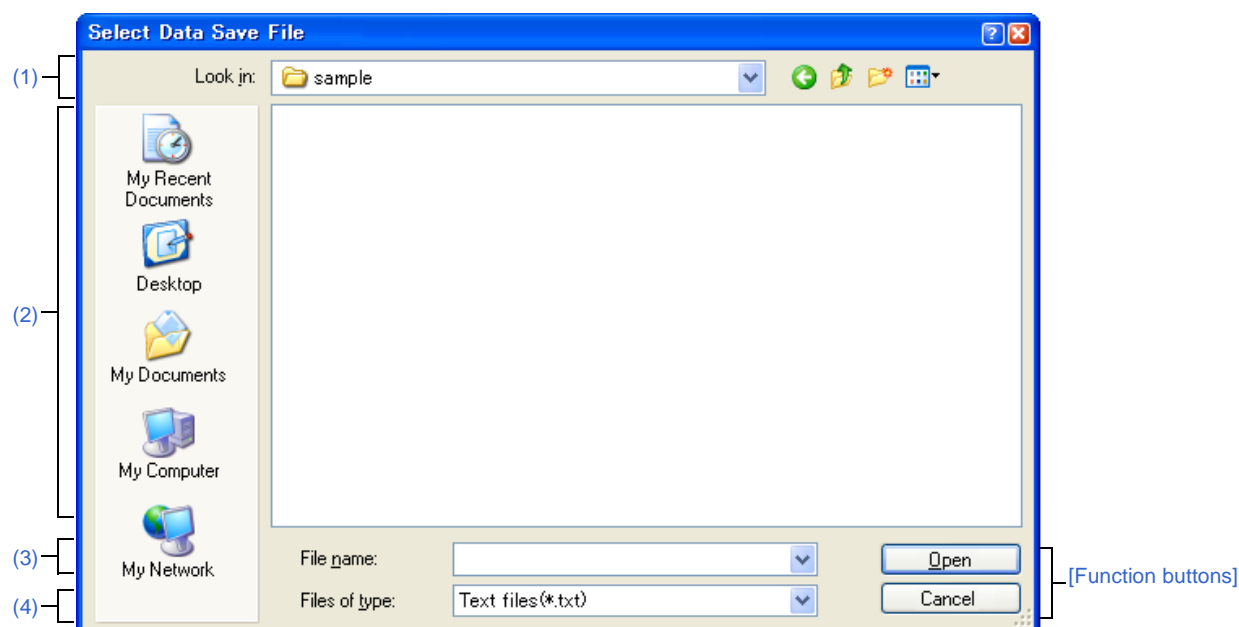 Select Data Save File
(1)
Look in:
sample
(2)
My Recent
Documents
Desktop
My Documents
My Computer
My Network
(3)
File name:
Open
[Function buttons]
(4)
Files of type:
Text files(*.txt)
Cancel